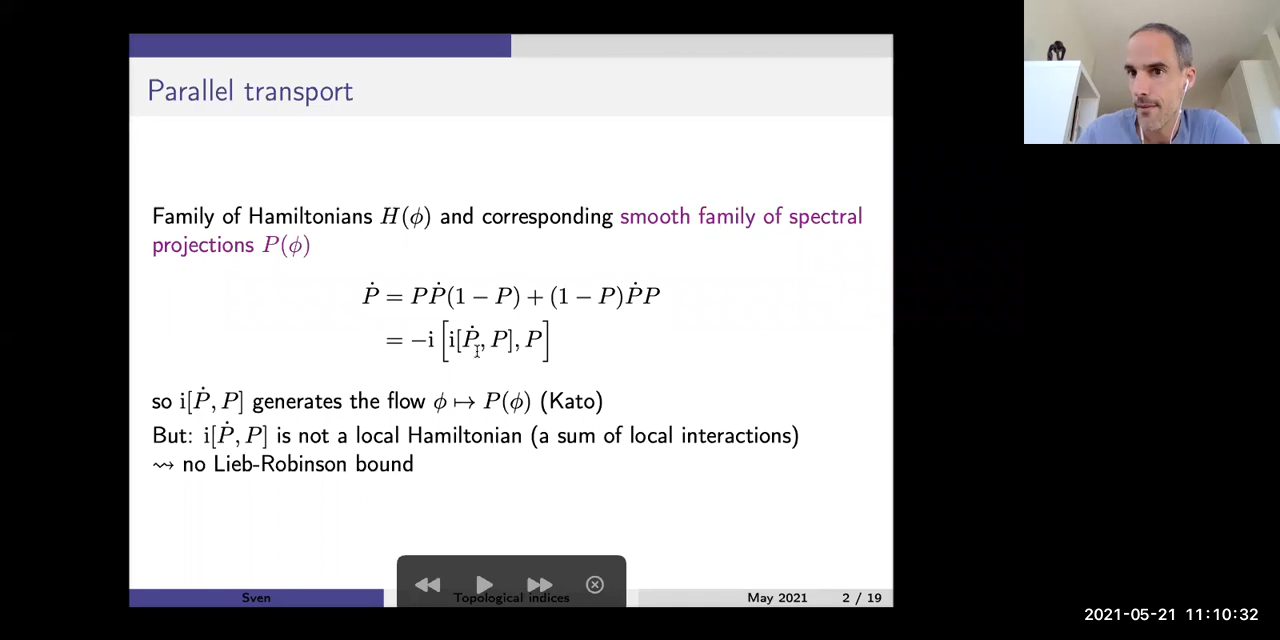 Parallel transport
Family of Hamiltonians H(ϕ) and corresponding smooth family of spectral
projections P(ϕ)
Ṗ = PṖ(1 − P) + (1 − P)ṖP
= −i [i[Ṗ, P], P]
so i[Ṗ, P] generates the flow ϕ ↦ P(ϕ) (Kato)
But: i[Ṗ, P] is not a local Hamiltonian (a sum of local interactions)
⇝ no Lieb-Robinson bound
Sven Topological indices May 2021 2 / 19
2021-05-21 11:10:32